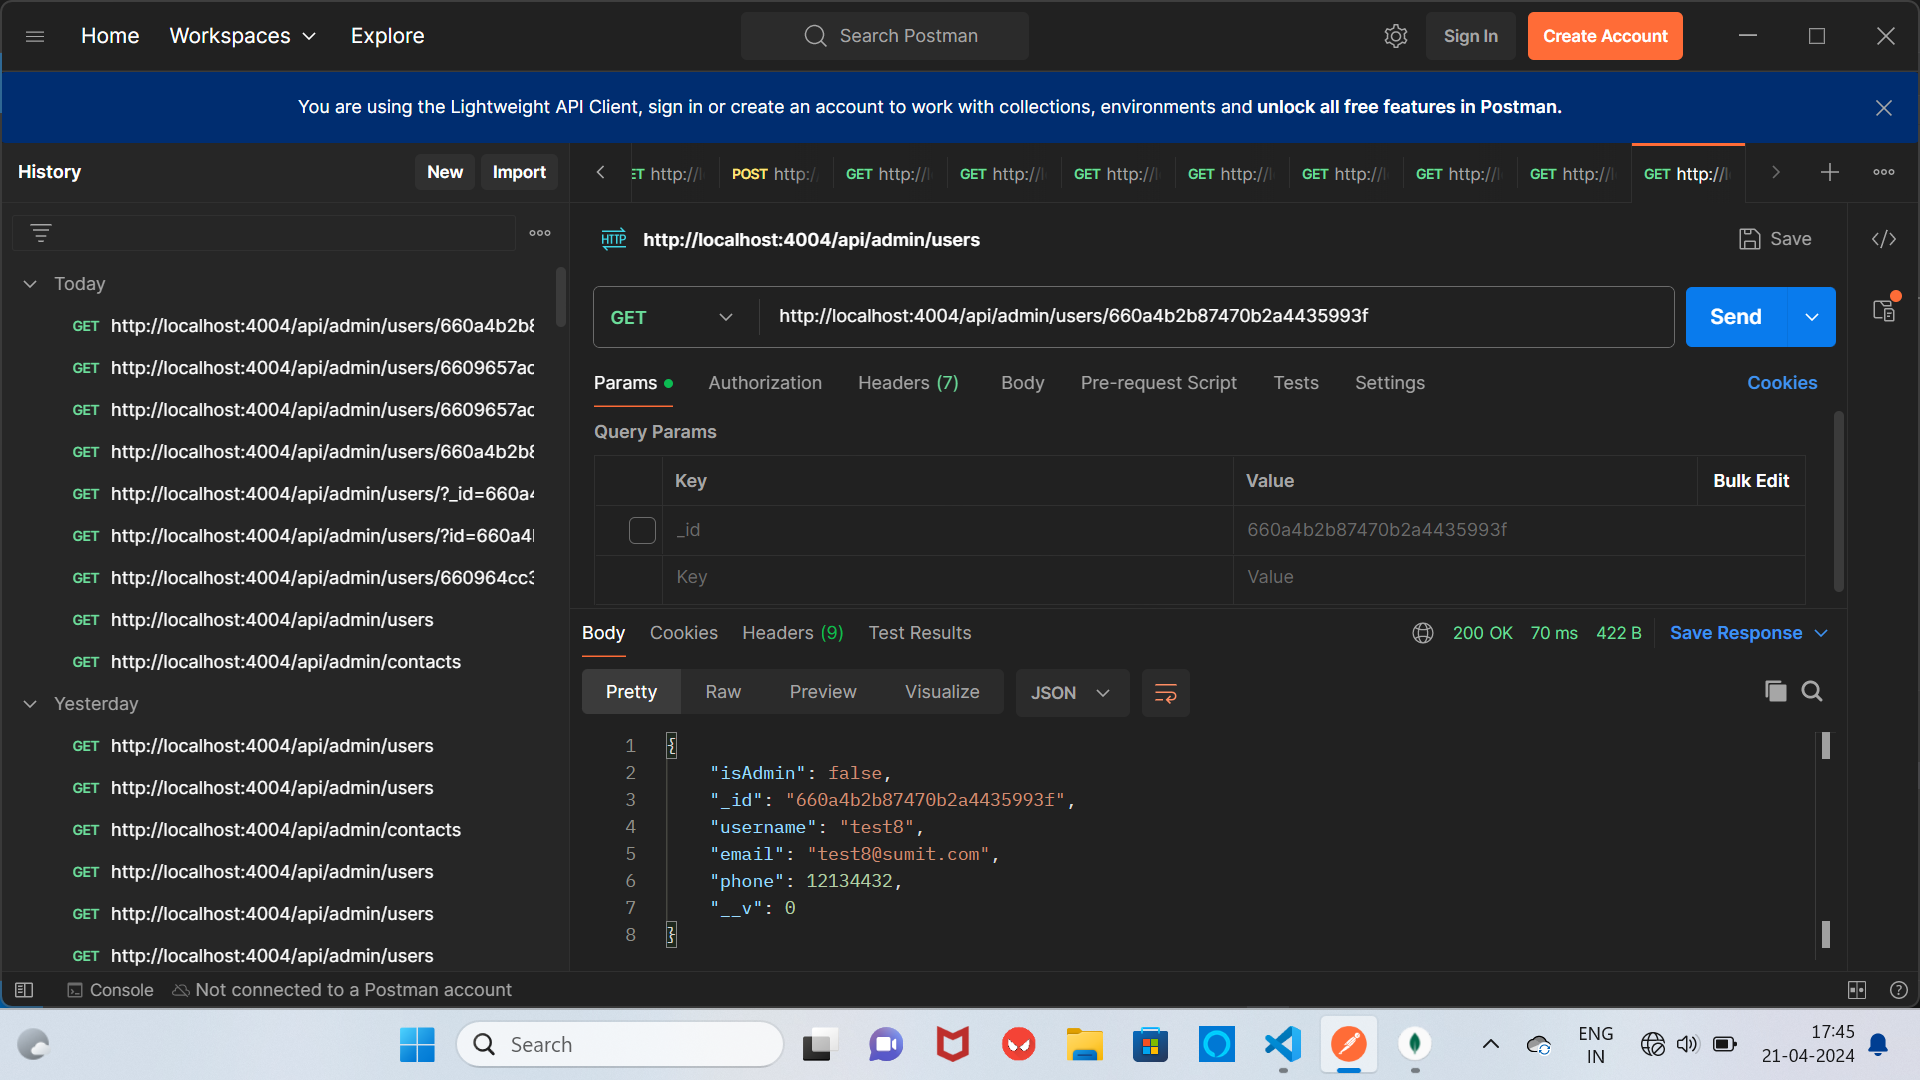 Home Workspaces Explore
Search Postman
Sign In Create Account
You are using the Lightweight API Client, sign in or create an account to work with collections, environments and unlock all free features in Postman.
History New Import
ET http://l POST http:/ GET http://l GET http://l GET http://l GET http://l GET http://l GET http://l GET http://l GET http://l
Today
GET http://localhost:4004/api/admin/users/660a4b2b8
GET http://localhost:4004/api/admin/users/6609657ac
GET http://localhost:4004/api/admin/users/6609657ac
GET http://localhost:4004/api/admin/users/660a4b2b8
GET http://localhost:4004/api/admin/users/?_id=660a4
GET http://localhost:4004/api/admin/users/?id=660a4l
GET http://localhost:4004/api/admin/users/660964cc3
GET http://localhost:4004/api/admin/users
GET http://localhost:4004/api/admin/contacts
Yesterday
GET http://localhost:4004/api/admin/users
GET http://localhost:4004/api/admin/users
GET http://localhost:4004/api/admin/contacts
GET http://localhost:4004/api/admin/users
GET http://localhost:4004/api/admin/users
GET http://localhost:4004/api/admin/users
HTTP http://localhost:4004/api/admin/users Save
GET http://localhost:4004/api/admin/users/660a4b2b87470b2a4435993f Send
Params Authorization Headers (7) Body Pre-request Script Tests Settings Cookies
Query Params
Key Value Bulk Edit
_id 660a4b2b87470b2a4435993f
Key Value
Body Cookies Headers (9) Test Results 200 OK 70 ms 422 B Save Response
Pretty Raw Preview Visualize JSON
1 {
2 "isAdmin": false,
3 "_id": "660a4b2b87470b2a4435993f",
4 "username": "test8",
5 "email": "test8@sumit.com",
6 "phone": 12134432,
7 "__v": 0
8 }
Console Not connected to a Postman account
Search
ENG
IN
17:45
21-04-2024